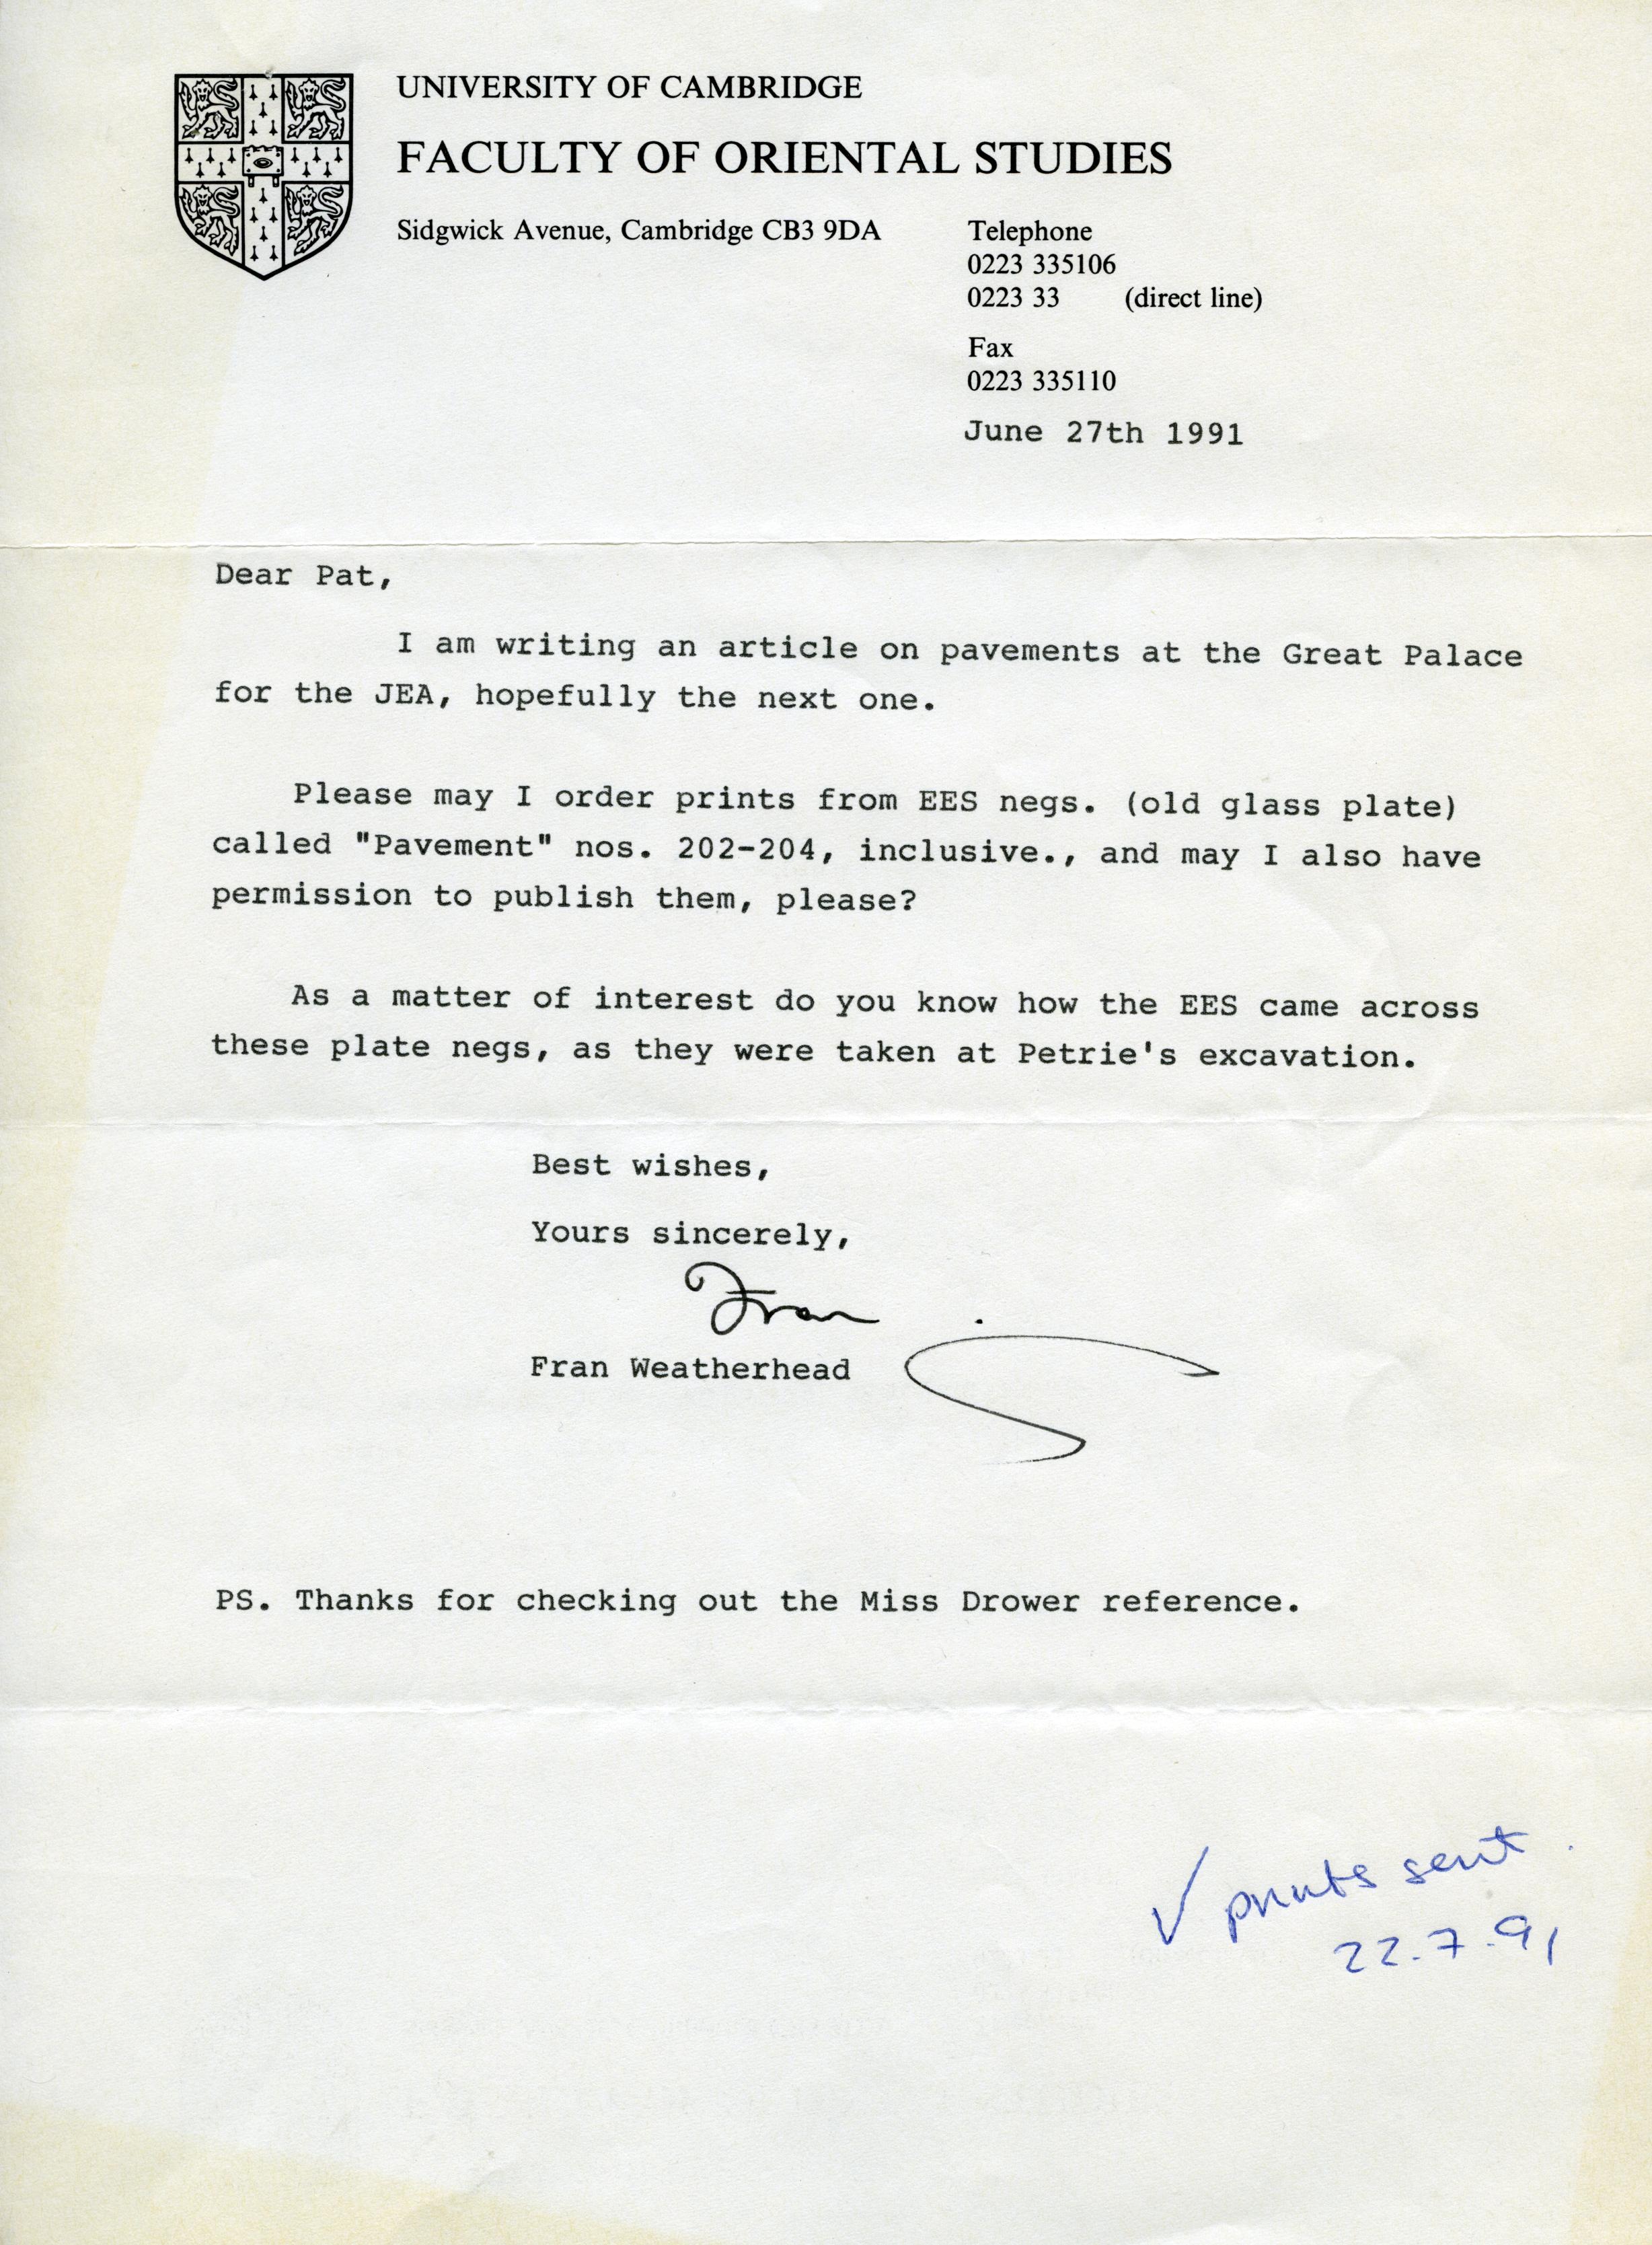 UNIVERSITY OF CAMBRIDGE
FACULTY OF ORIENTAL STUDIES
Sidgwick Avenue, Cambridge CB3 9DA
Telephone
0223 335106
0223 33 (direct line)
Fax
0223 335110
June 27th 1991
Dear Pat,
I am writing an article on pavements at the Great Palace
for the JEA, hopefully the next one.
Please may I order prints from EES negs. (old glass plate)
called "Pavement" nos. 202-204, inclusive., and may I also have
permission to publish them, please?
As a matter of interest do you know how the EES came across
these plate negs, as they were taken at Petrie's excavation.
Best wishes,
Yours sincerely,
Fran
Fran Weatherhead
PS. Thanks for checking out the Miss Drower reference.
✓ prints sent.
22.7.91